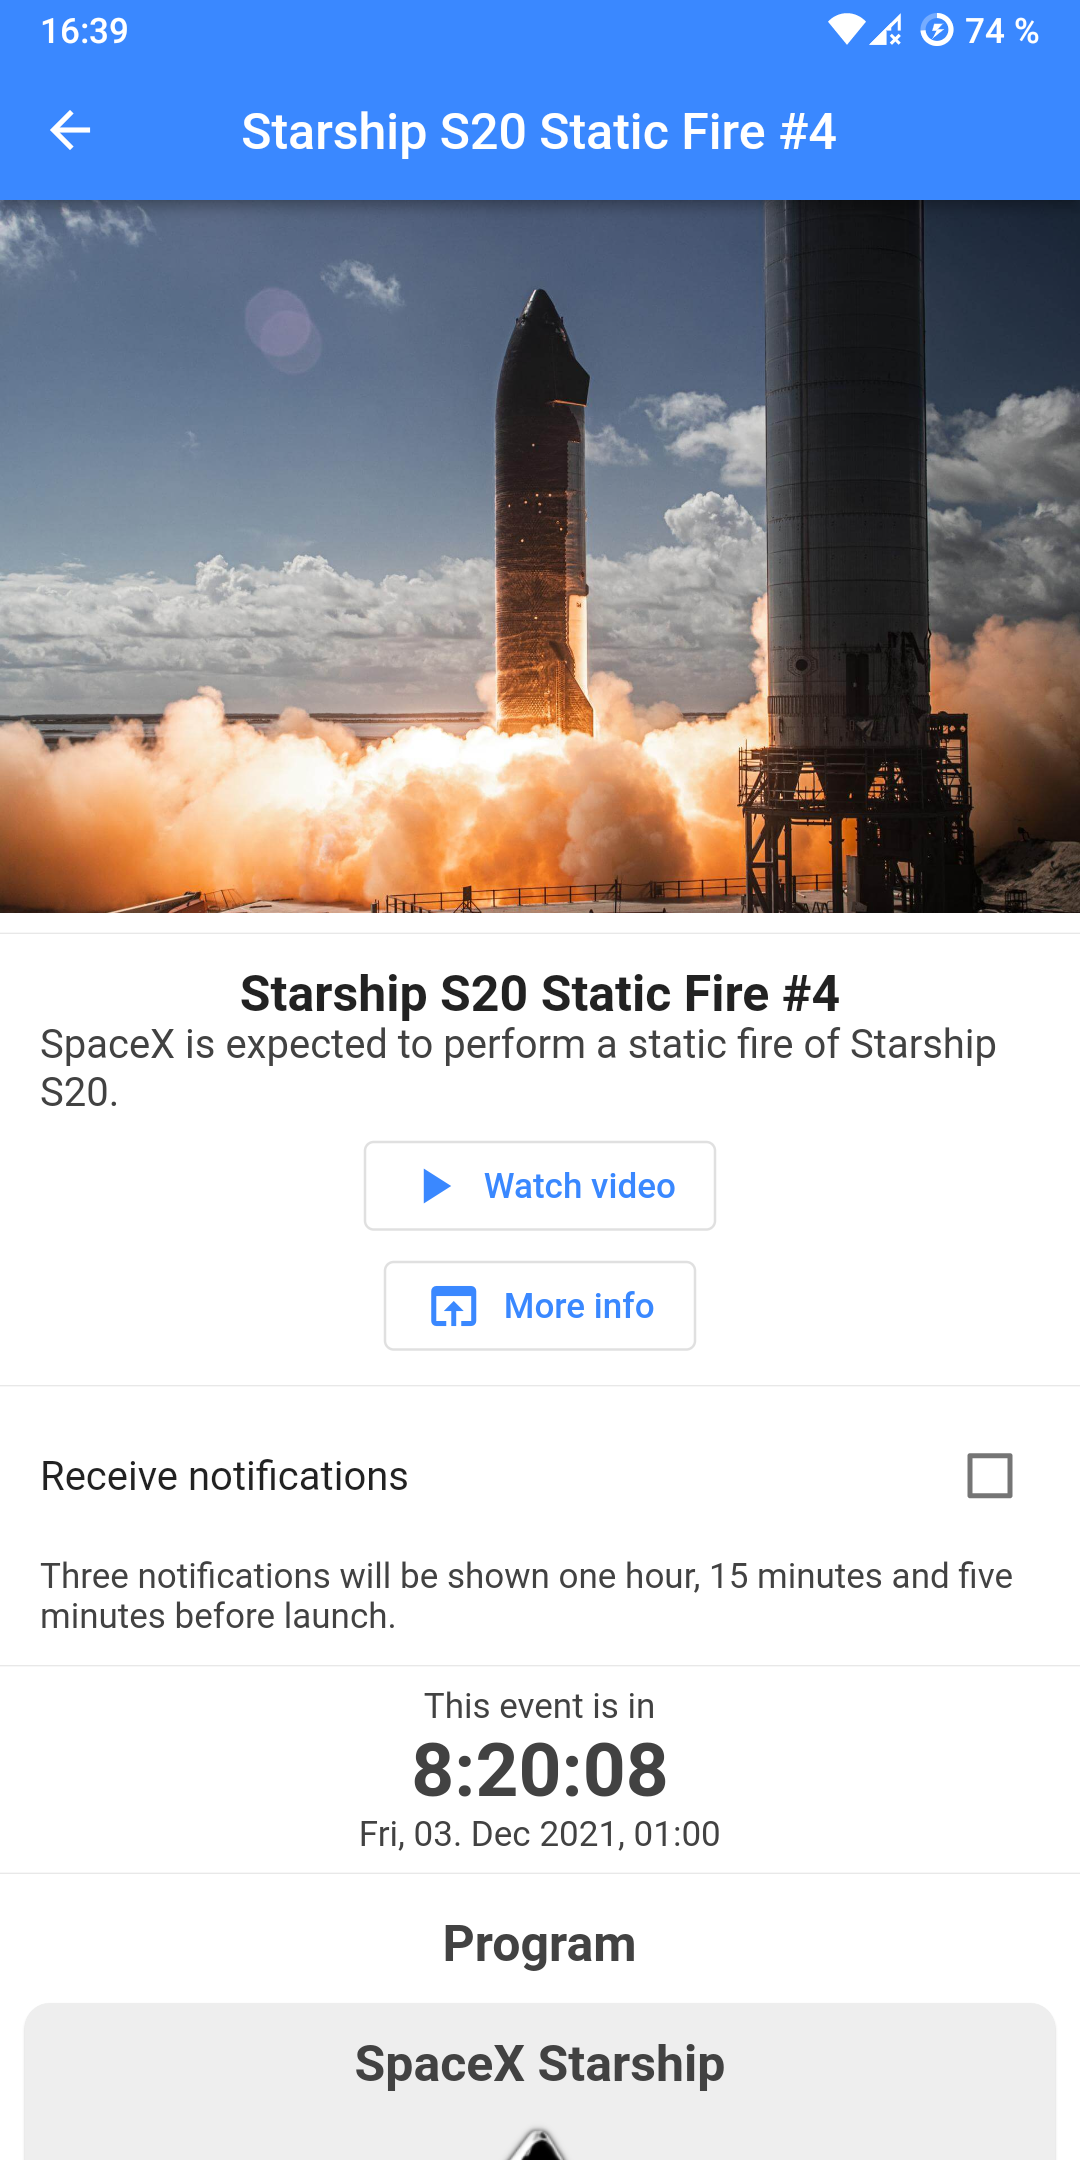 16:39
74 %
Starship S20 Static Fire #4
Starship S20 Static Fire #4
SpaceX is expected to perform a static fire of Starship
S20.
Watch video
More info
Receive notifications
Three notifications will be shown one hour, 15 minutes and five
minutes before launch.
This event is in
8:20:08
Fri, 03. Dec 2021, 01:00
Program
SpaceX Starship